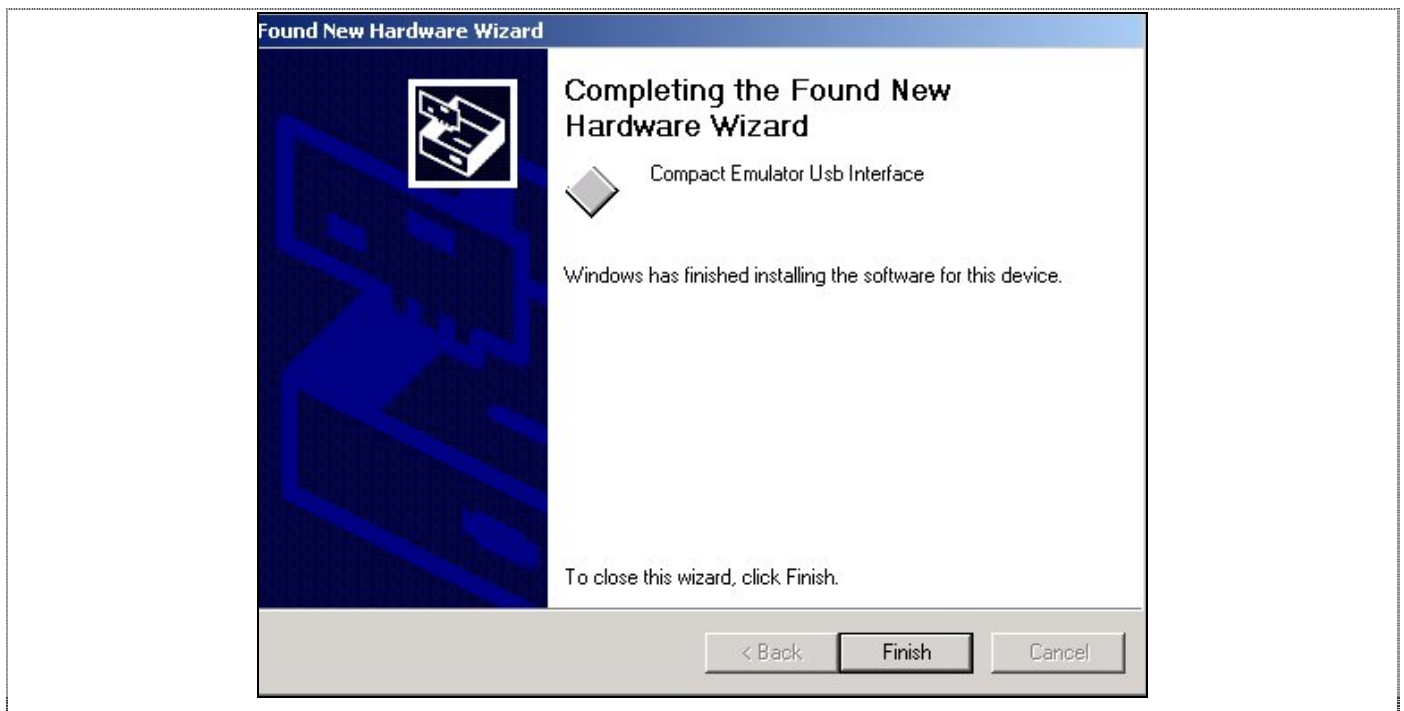 Found New Hardware Wizard
Completing the Found New
Hardware Wizard
Compact Emulator Usb Interface
Windows has finished installing the software for this device.
To close this wizard, click Finish.
< Back
Finish
Cancel